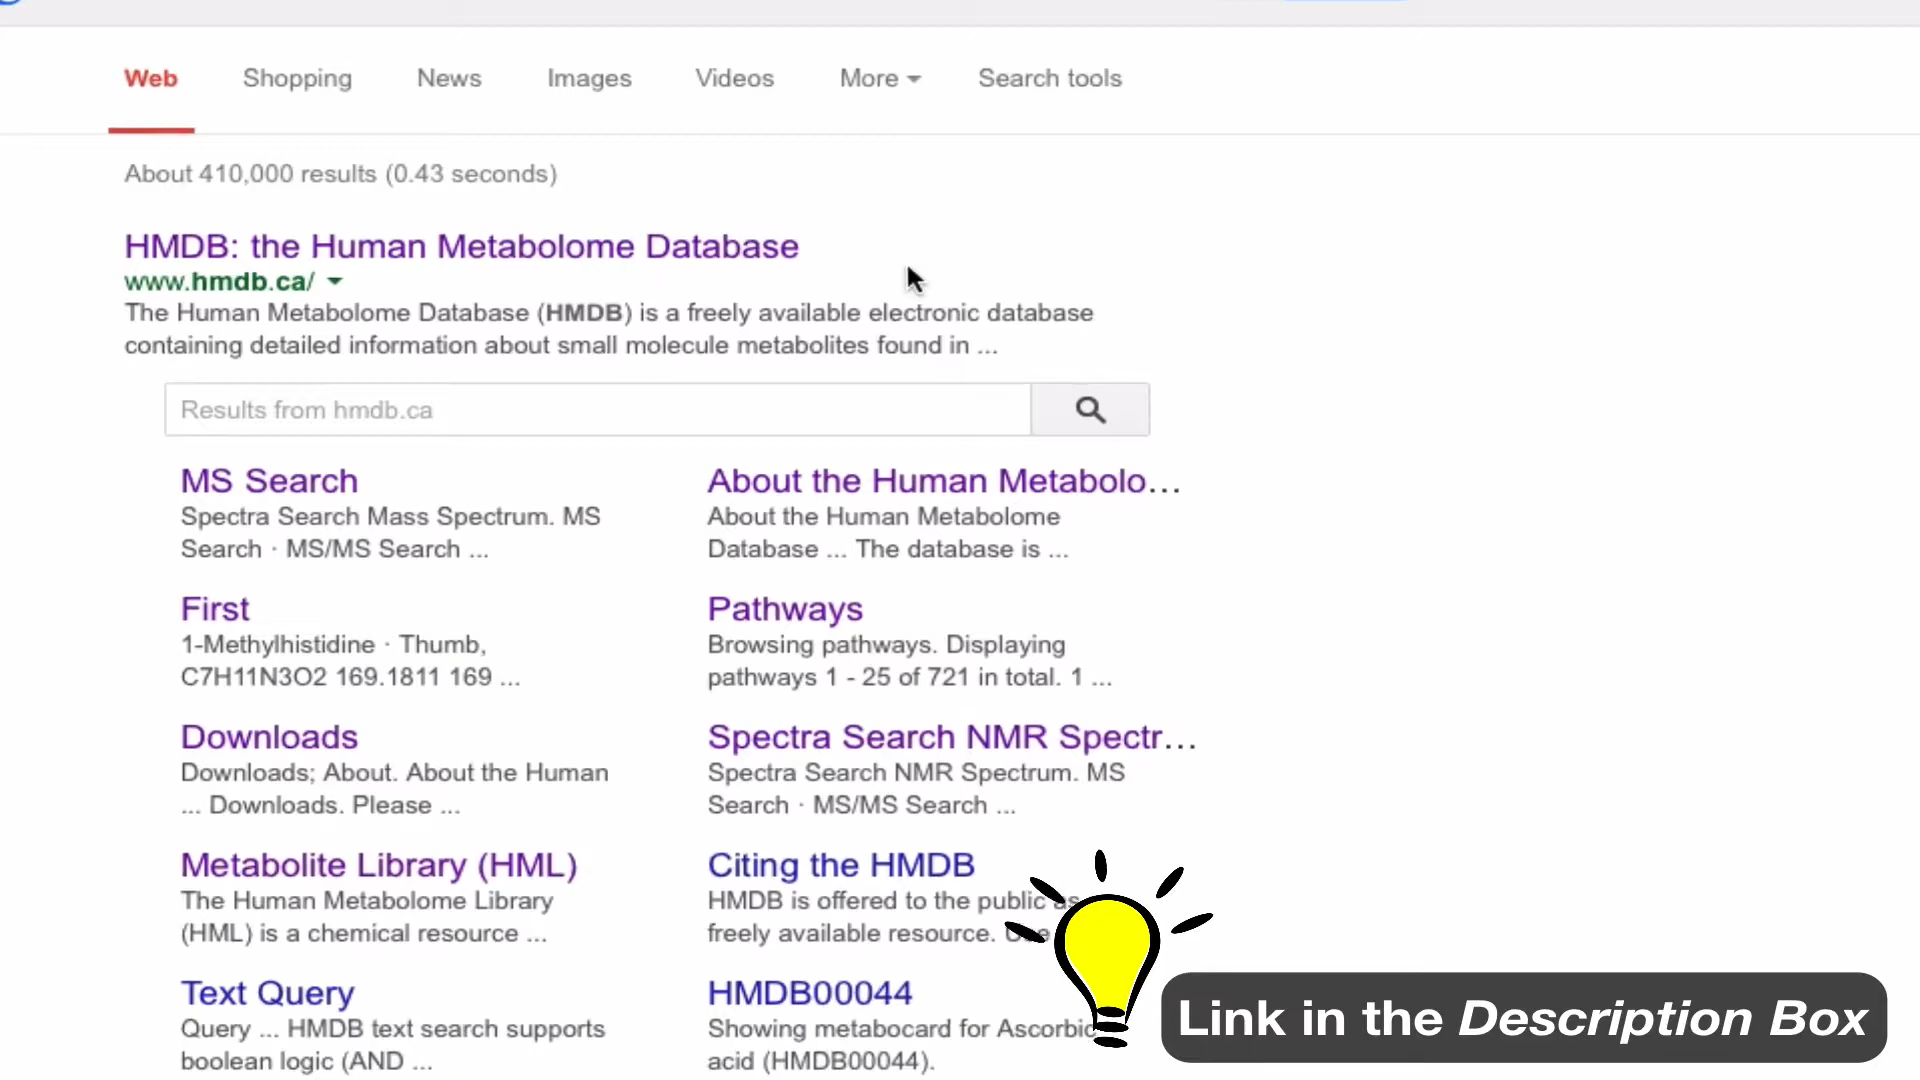 Web Shopping News Images Videos More Search tools
About 410,000 results (0.43 seconds)
HMDB: the Human Metabolome Database
www.hmdb.ca/
The Human Metabolome Database (HMDB) is a freely available electronic database
containing detailed information about small molecule metabolites found in ...
Results from hmdb.ca
MS Search
Spectra Search Mass Spectrum. MS
Search · MS/MS Search ...
About the Human Metabolo...
About the Human Metabolome
Database ... The database is ...
First
1-Methylhistidine · Thumb,
C7H11N3O2 169.1811 169 ...
Pathways
Browsing pathways. Displaying
pathways 1 - 25 of 721 in total. 1 ...
Downloads
Downloads; About. About the Human
... Downloads. Please ...
Spectra Search NMR Spectr...
Spectra Search NMR Spectrum. MS
Search · MS/MS Search ...
Metabolite Library (HML)
The Human Metabolome Library
(HML) is a chemical resource ...
Citing the HMDB
HMDB is offered to the public as
freely available resource. Use
Text Query
Query ... HMDB text search supports
boolean logic (AND ...
HMDB00044
Showing metabocard for Ascorbic
acid (HMDB00044).
Link in the Description Box